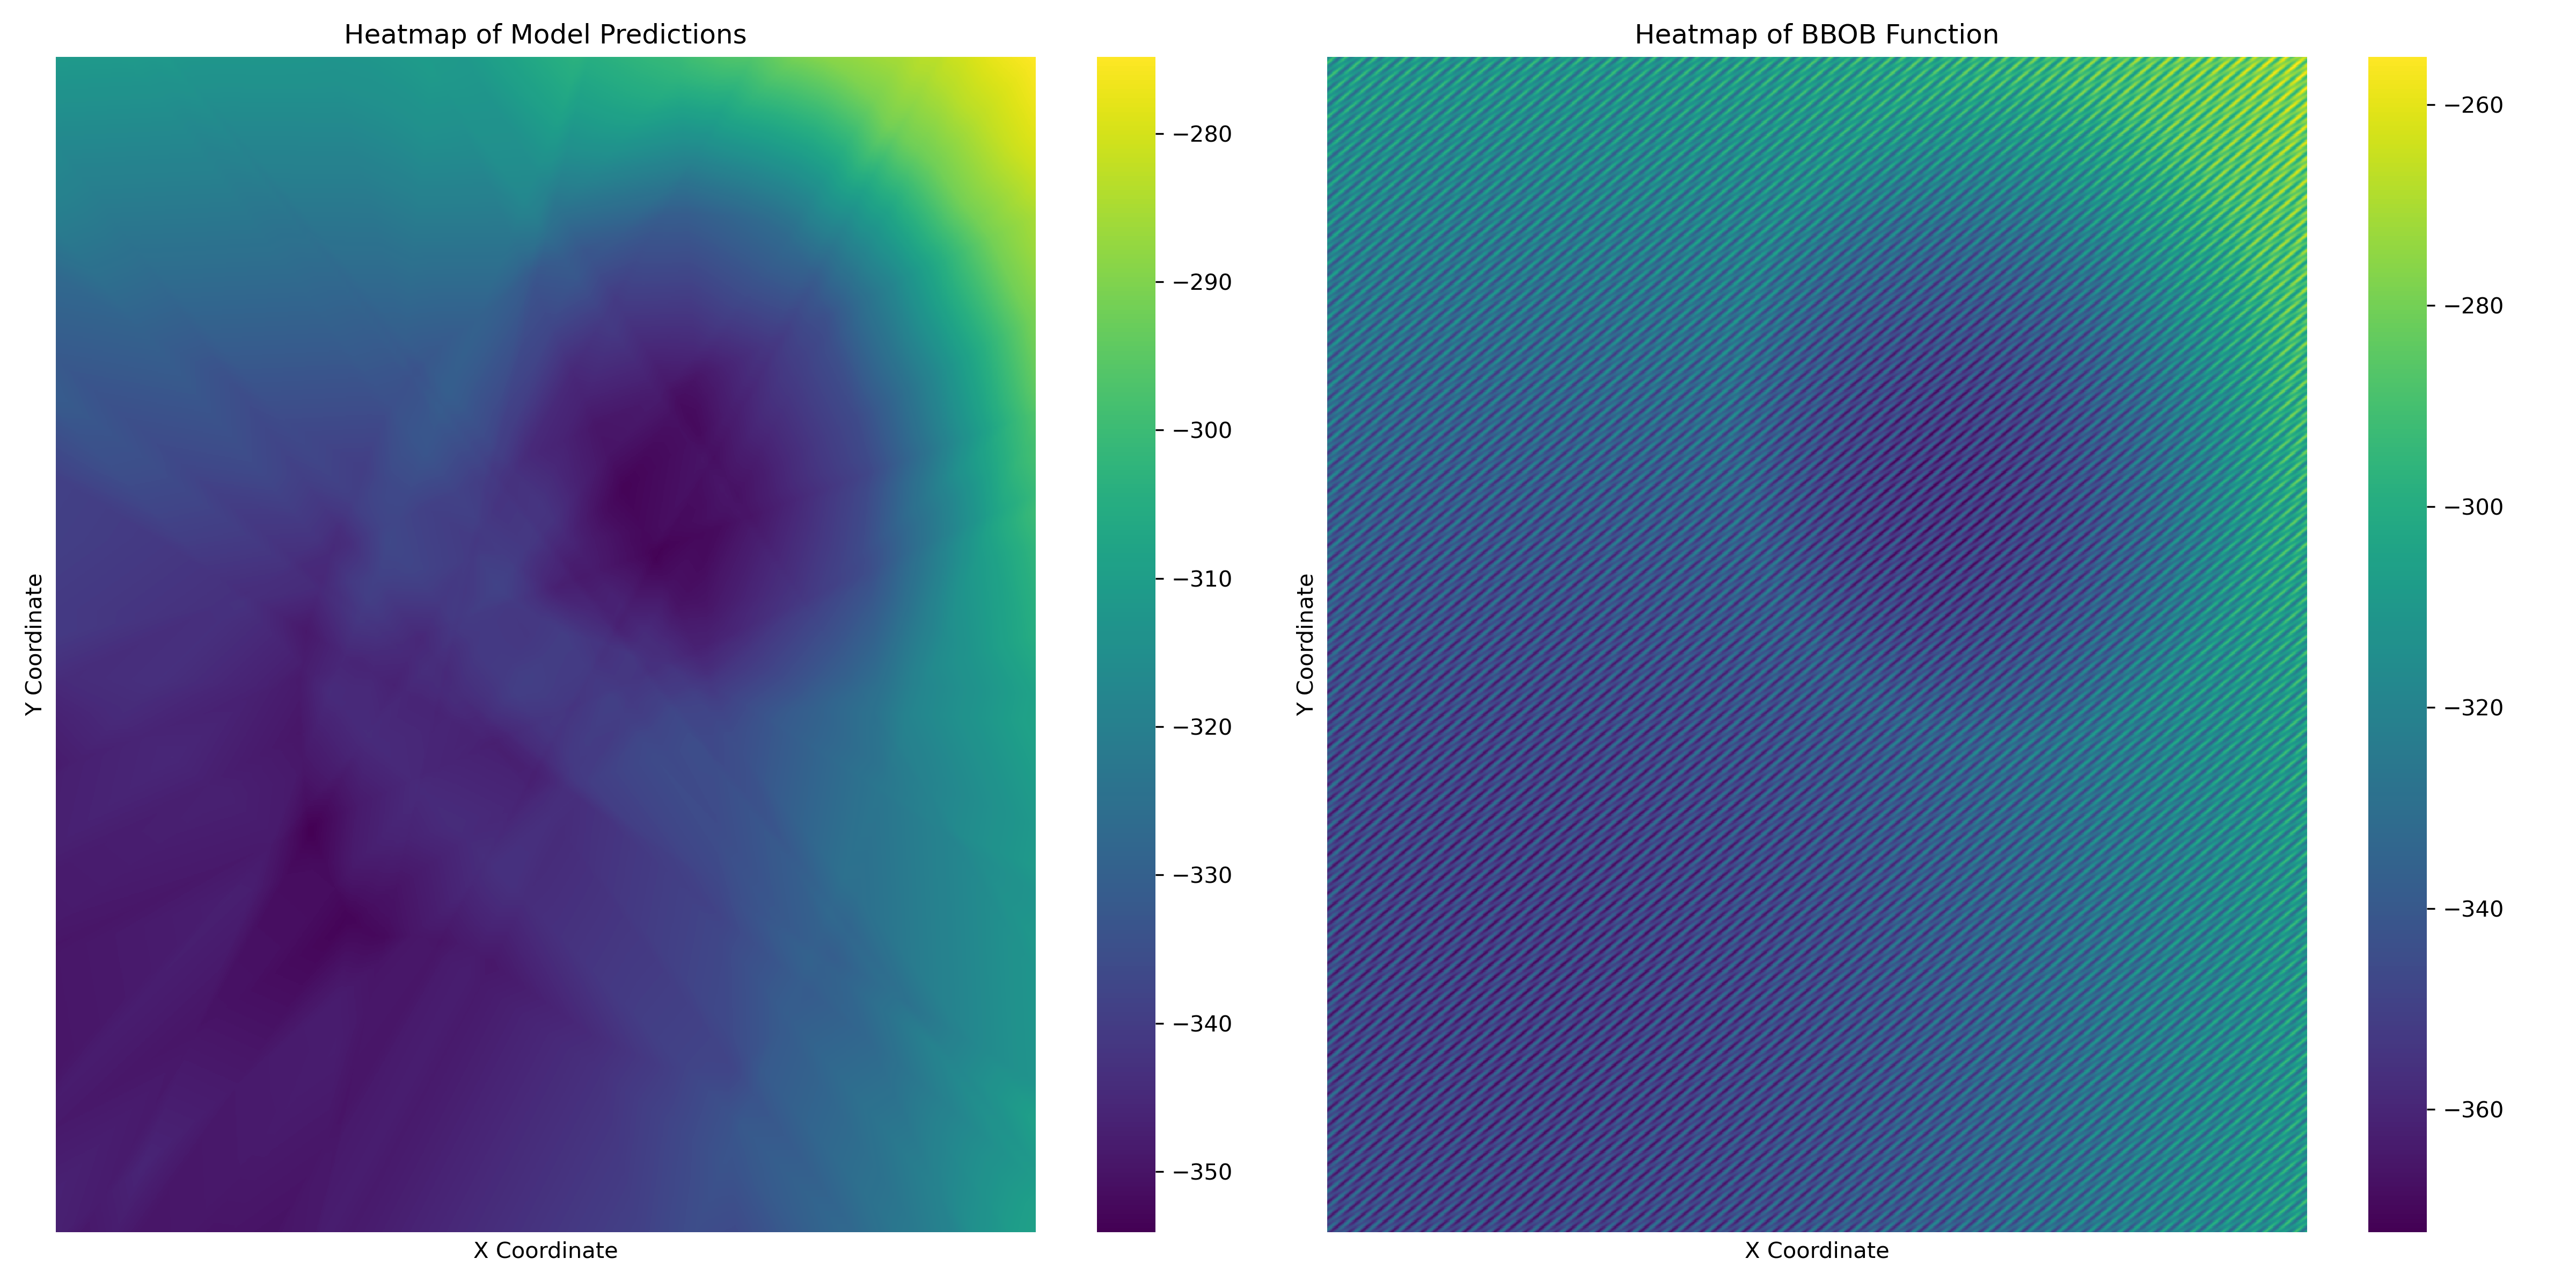 Heatmap of Model Predictions
Y Coordinate
X Coordinate
−280
−290
−300
−310
−320
−330
−340
−350
Heatmap of BBOB Function
Y Coordinate
X Coordinate
−260
−280
−300
−320
−340
−360